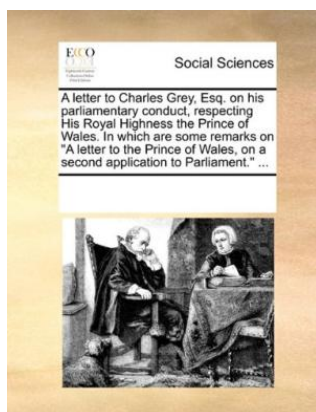 ECCO
Social Sciences
A letter to Charles Grey, Esq. on his
parliamentary conduct, respecting
His Royal Highness the Prince of
Wales. In which are some remarks on
"A letter to the Prince of Wales, on a
second application to Parliament." ...